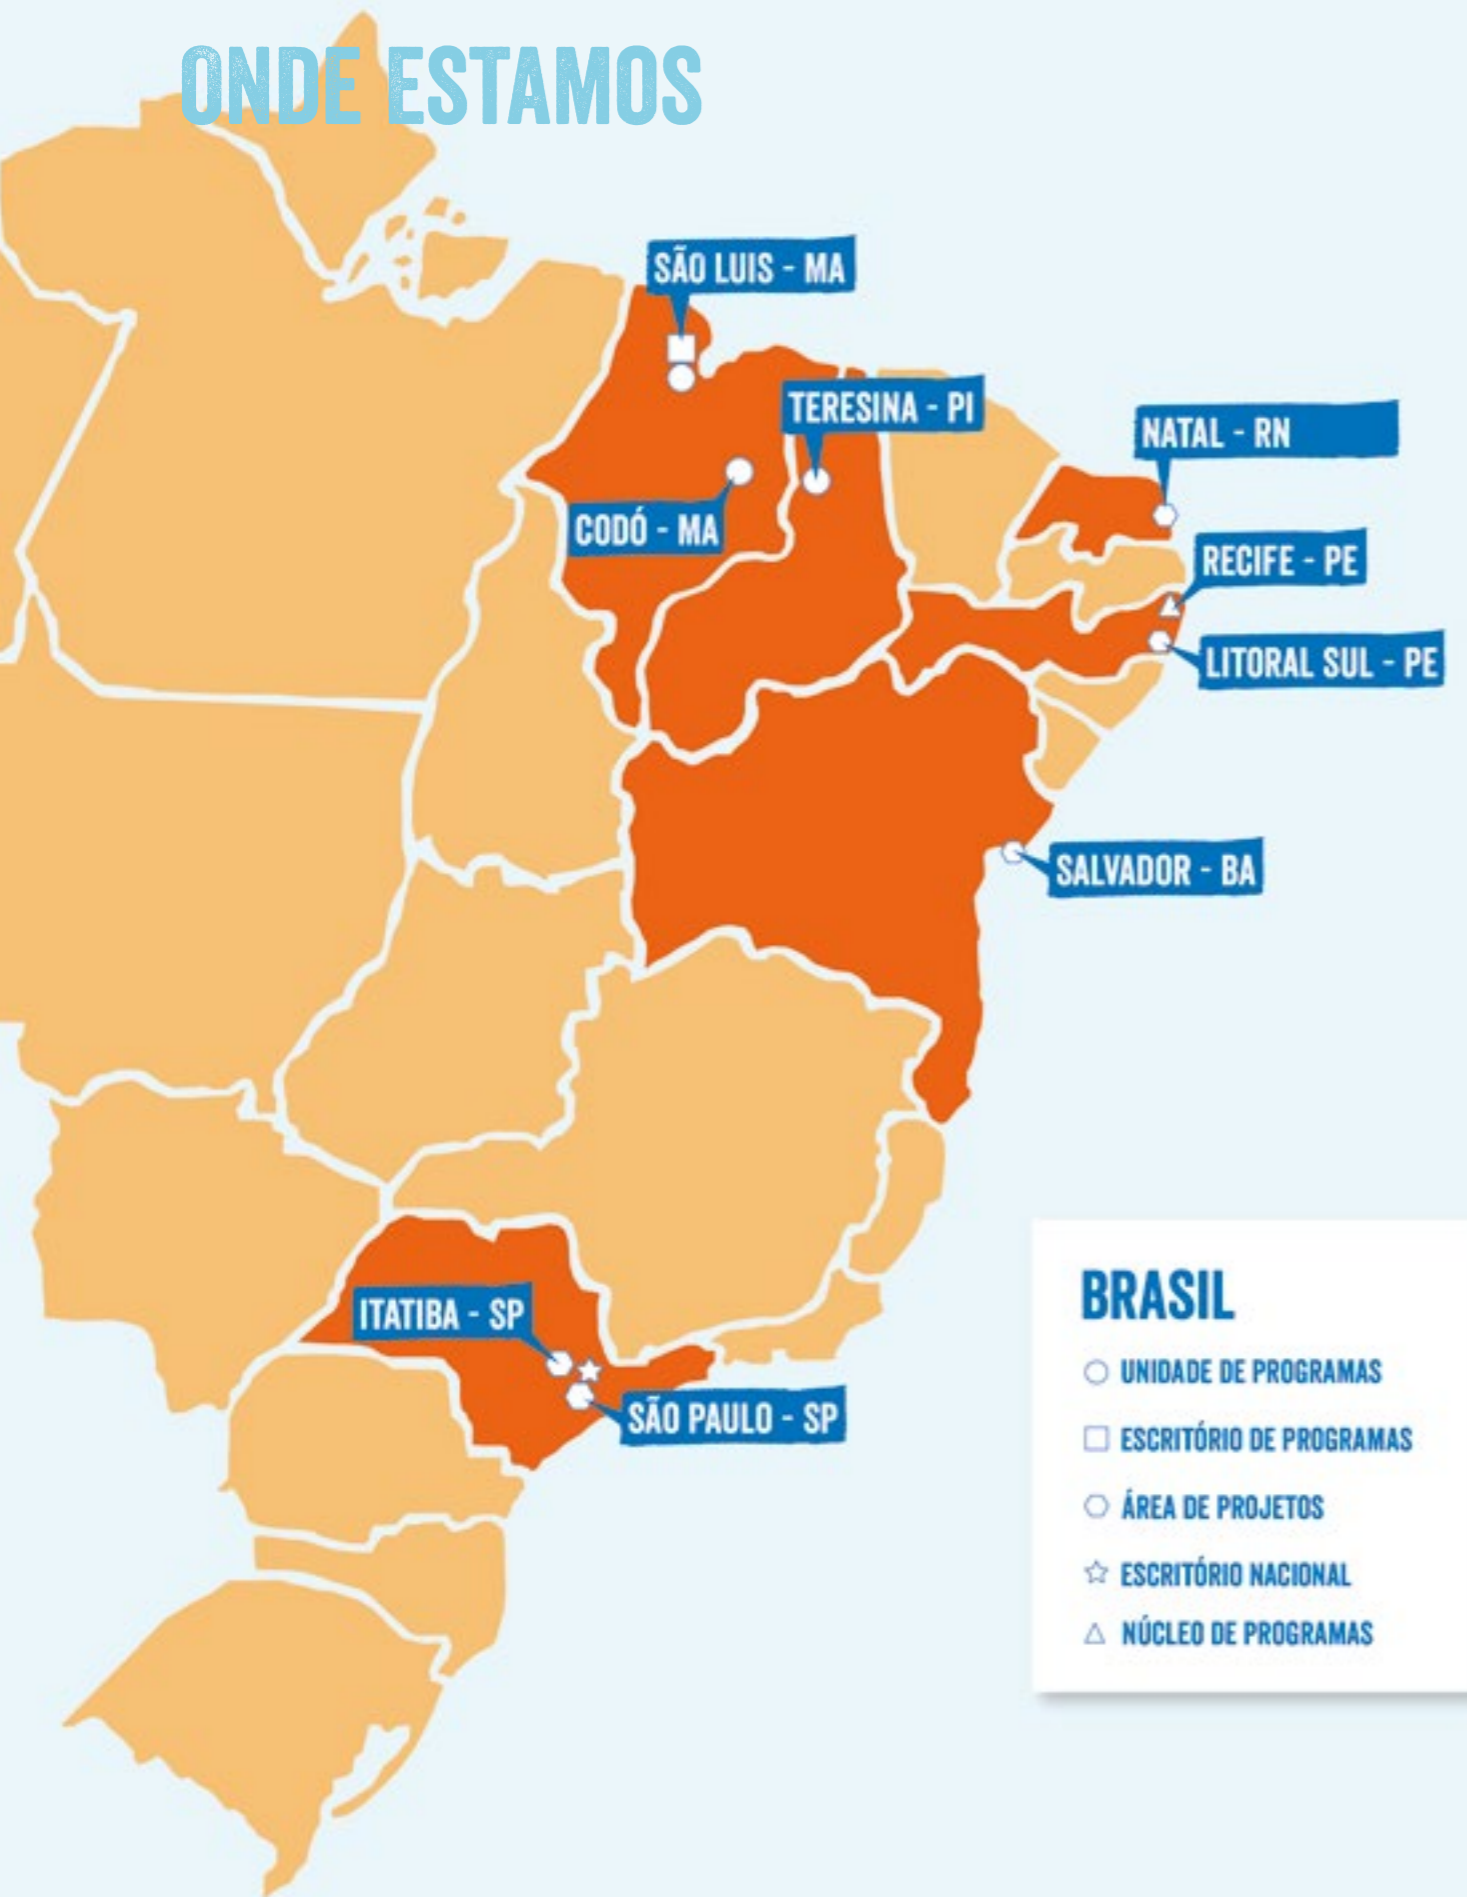 ONDE ESTAMOS
SÃO LUIS - MA
TERESINA - PI
NATAL - RN
CODÓ - MA
RECIFE - PE
LITORAL SUL - PE
SALVADOR - BA
ITATIBA - SP
SÃO PAULO - SP
BRASIL
UNIDADE DE PROGRAMAS
ESCRITÓRIO DE PROGRAMAS
ÁREA DE PROJETOS
ESCRITÓRIO NACIONAL
NÚCLEO DE PROGRAMAS